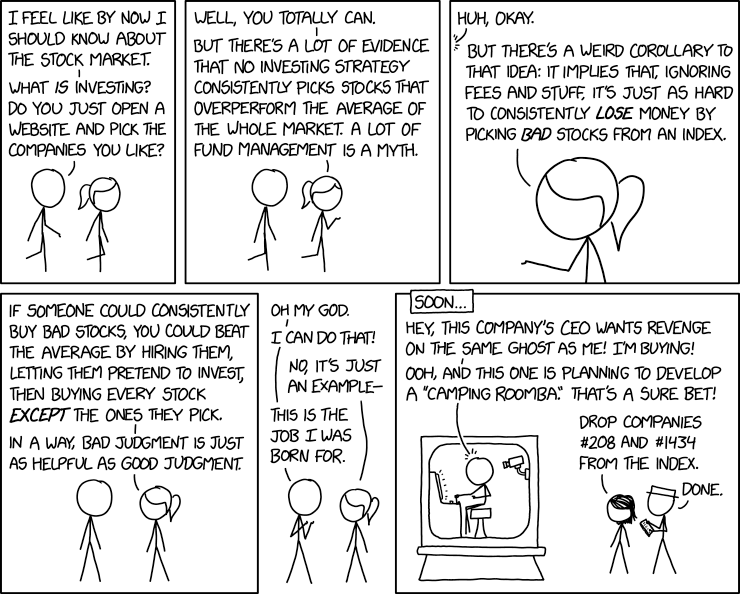 I FEEL LIKE BY NOW I
SHOULD KNOW ABOUT
THE STOCK MARKET.
WHAT IS INVESTING?
DO YOU JUST OPEN A
WEBSITE AND PICK THE
COMPANIES YOU LIKE?
WELL, YOU TOTALLY CAN.
BUT THERE'S A LOT OF EVIDENCE
THAT NO INVESTING STRATEGY
CONSISTENTLY PICKS STOCKS THAT
OVERPERFORM THE AVERAGE OF
THE WHOLE MARKET. A LOT OF
FUND MANAGEMENT IS A MYTH.
HUH, OKAY.
BUT THERE'S A WEIRD COROLLARY TO
THAT IDEA: IT IMPLIES THAT, IGNORING
FEES AND STUFF, IT'S JUST AS HARD
TO CONSISTENTLY LOSE MONEY BY
PICKING BAD STOCKS FROM AN INDEX.
IF SOMEONE COULD CONSISTENTLY
BUY BAD STOCKS, YOU COULD BEAT
THE AVERAGE BY HIRING THEM,
LETTING THEM PRETEND TO INVEST,
THEN BUYING EVERY STOCK
EXCEPT THE ONES THEY PICK.
IN A WAY, BAD JUDGMENT IS JUST
AS HELPFUL AS GOOD JUDGMENT.
OH MY GOD.
I CAN DO THAT!
NO, IT'S JUST
AN EXAMPLE—
THIS IS THE
JOB I WAS
BORN FOR.
SOON...
HEY, THIS COMPANY'S CEO WANTS REVENGE
ON THE SAME GHOST AS ME! I'M BUYING!
OOH, AND THIS ONE IS PLANNING TO DEVELOP
A "CAMPING ROOMBA." THAT'S A SURE BET!
DROP COMPANIES
#208 AND #1434
FROM THE INDEX.
DONE.